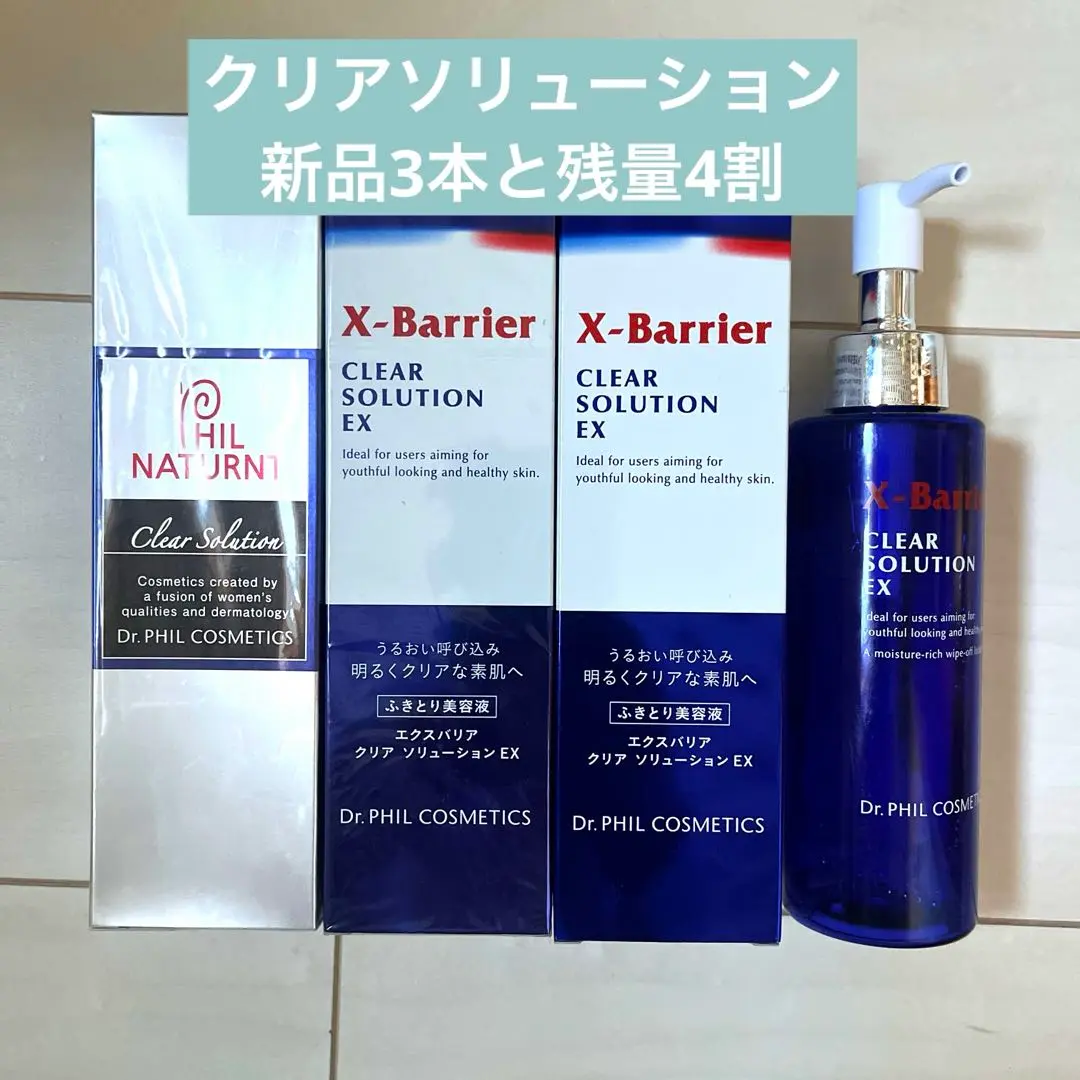 クリアソリューション
新品3本と残量4割
PHIL
NATURNT
Clear Solution
Cosmetics created by
a fusion of women's
qualities and dermatology
Dr. PHIL COSMETICS
X-Barrier
CLEAR
SOLUTION
EX
Ideal for users aiming for
youthful looking and healthy skin.
うるおい呼び込み
明るくクリアな素肌へ
ふきとり美容液
エクスバリア
クリア ソリューション EX
Dr. PHIL COSMETICS
X-Barrier
CLEAR
SOLUTION
EX
Ideal for users aiming for
youthful looking and healthy skin.
うるおい呼び込み
明るくクリアな素肌へ
ふきとり美容液
エクスバリア
クリア ソリューション EX
Dr. PHIL COSMETICS
X-Barri
CLEAR
SOLUTION
EX
Ideal for users aiming for
youthful looking and health
A moisture-rich wipe-off
Dr. PHIL COSMET